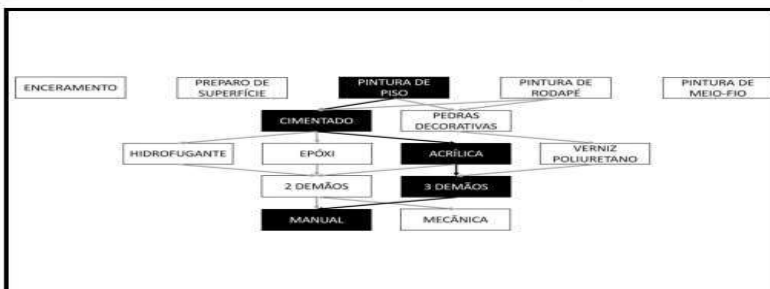 ENCERAMENTO
PREPARO DE
SUPERFÍCIE
PINTURA DE
PISO
PINTURA DE
RODAPÉ
PINTURA DE
MEIO-FIO
CIMENTADO
PEDRAS
DECORATIVAS
HIDROFUGANTE
EPÓXI
ACRÍLICA
VERNIZ
POLIURETANO
2 DEMÃOS
3 DEMÃOS
MANUAL
MECÂNICA